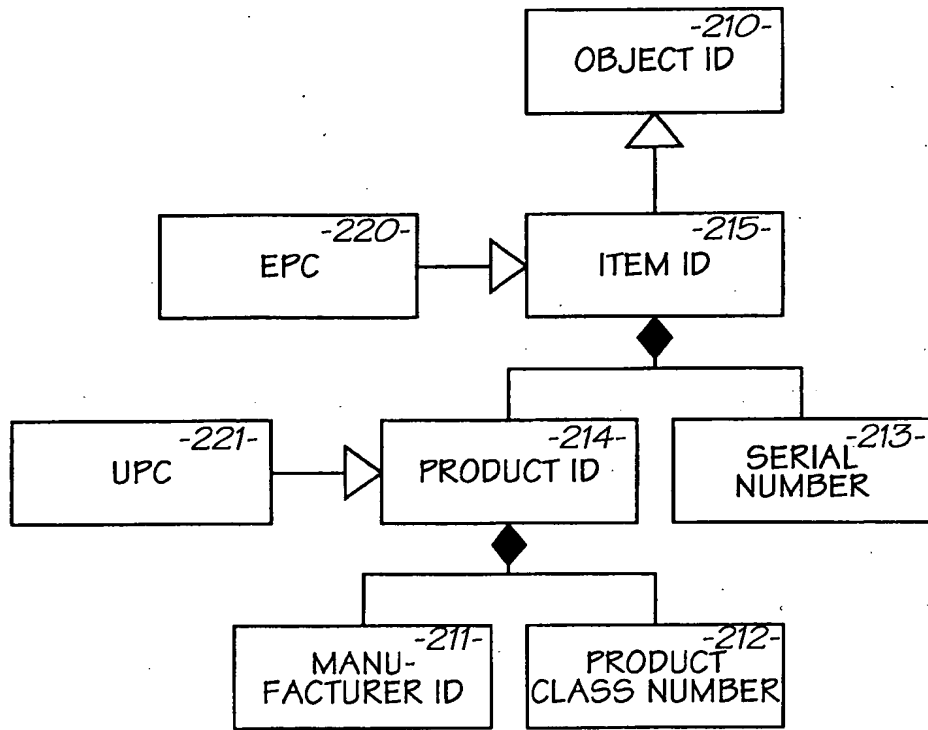 -210-
OBJECT ID
-220-
EPC
-215-
ITEM ID
-221-
UPC
-214-
PRODUCT ID
-213-
SERIAL
NUMBER
-211-
MANU-
FACTURER ID
-212-
PRODUCT
CLASS NUMBER